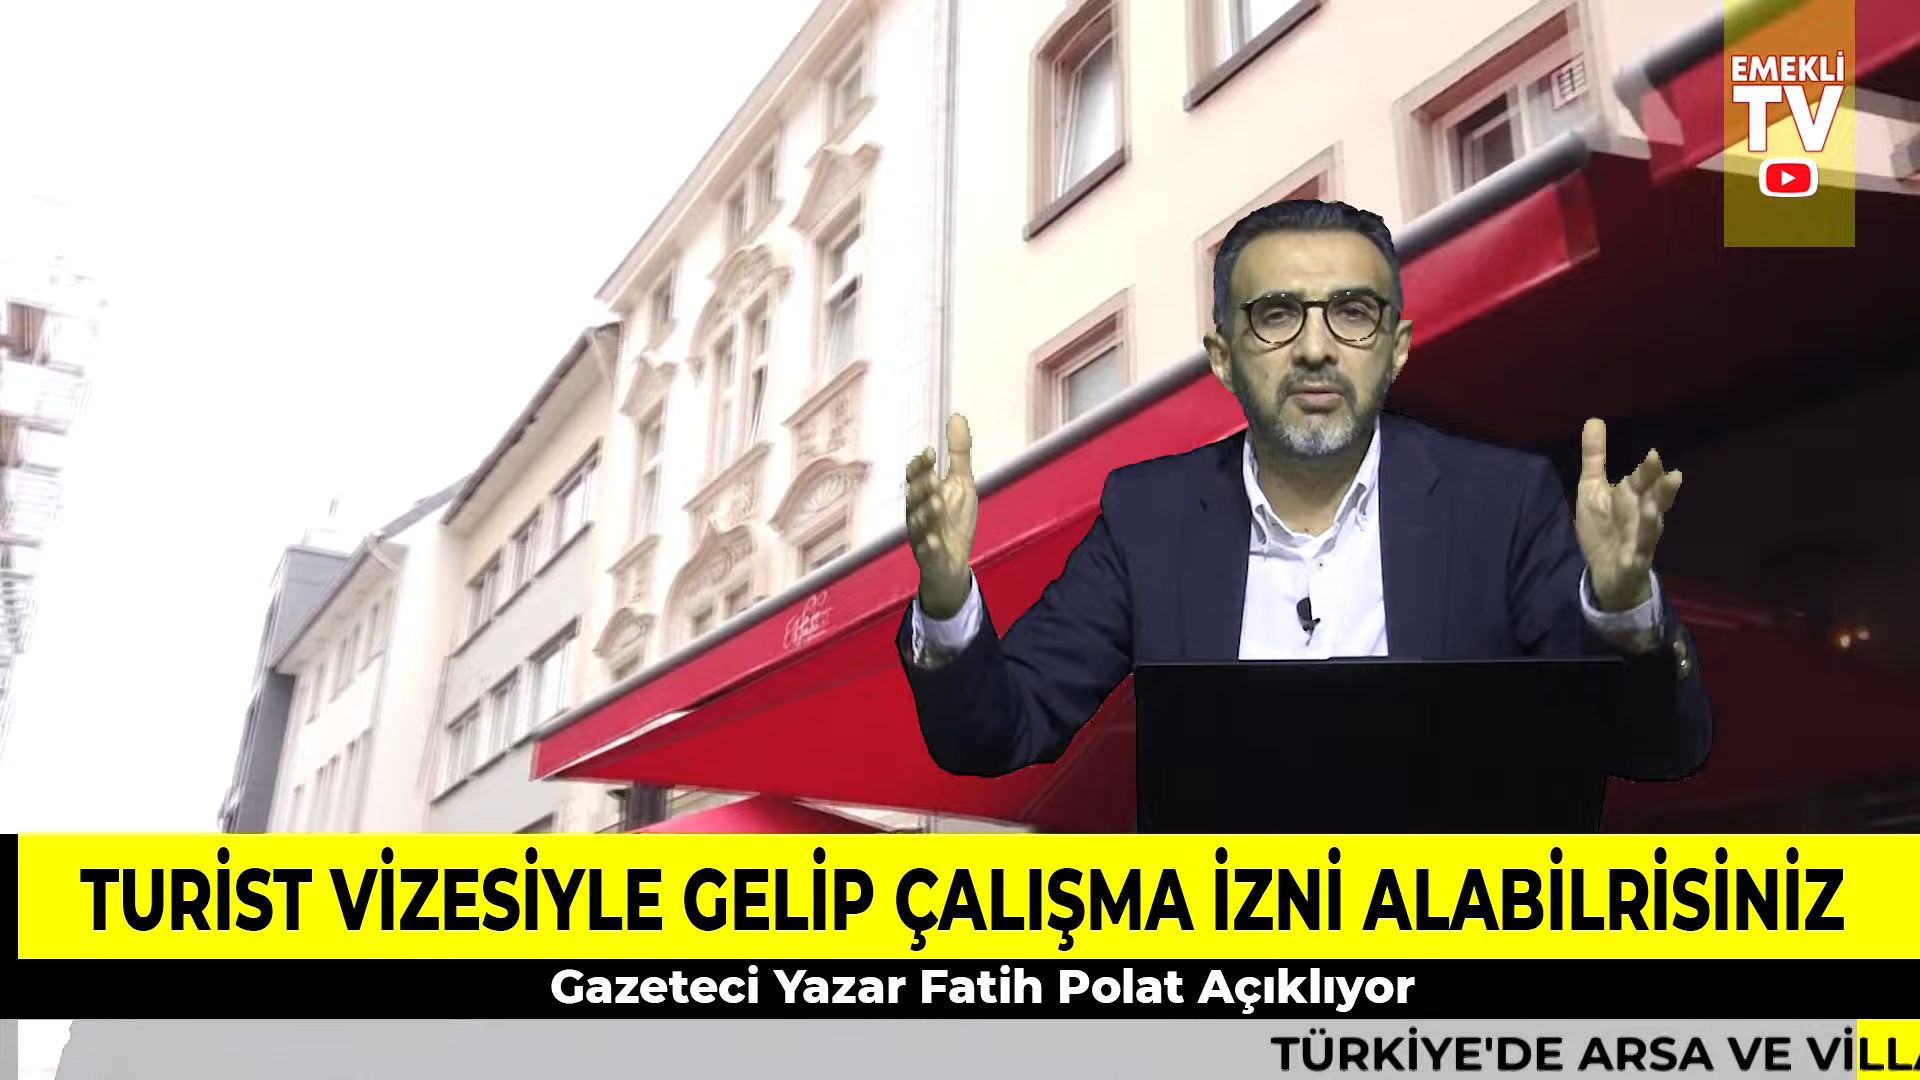 EMEKLİ
TV
TURİST VİZESİYLE GELİP ÇALIŞMA İZNİ ALABİLRİSİNİZ
Gazeteci Yazar Fatih Polat Açıklıyor
TÜRKİYE'DE ARSA VE VİLLA